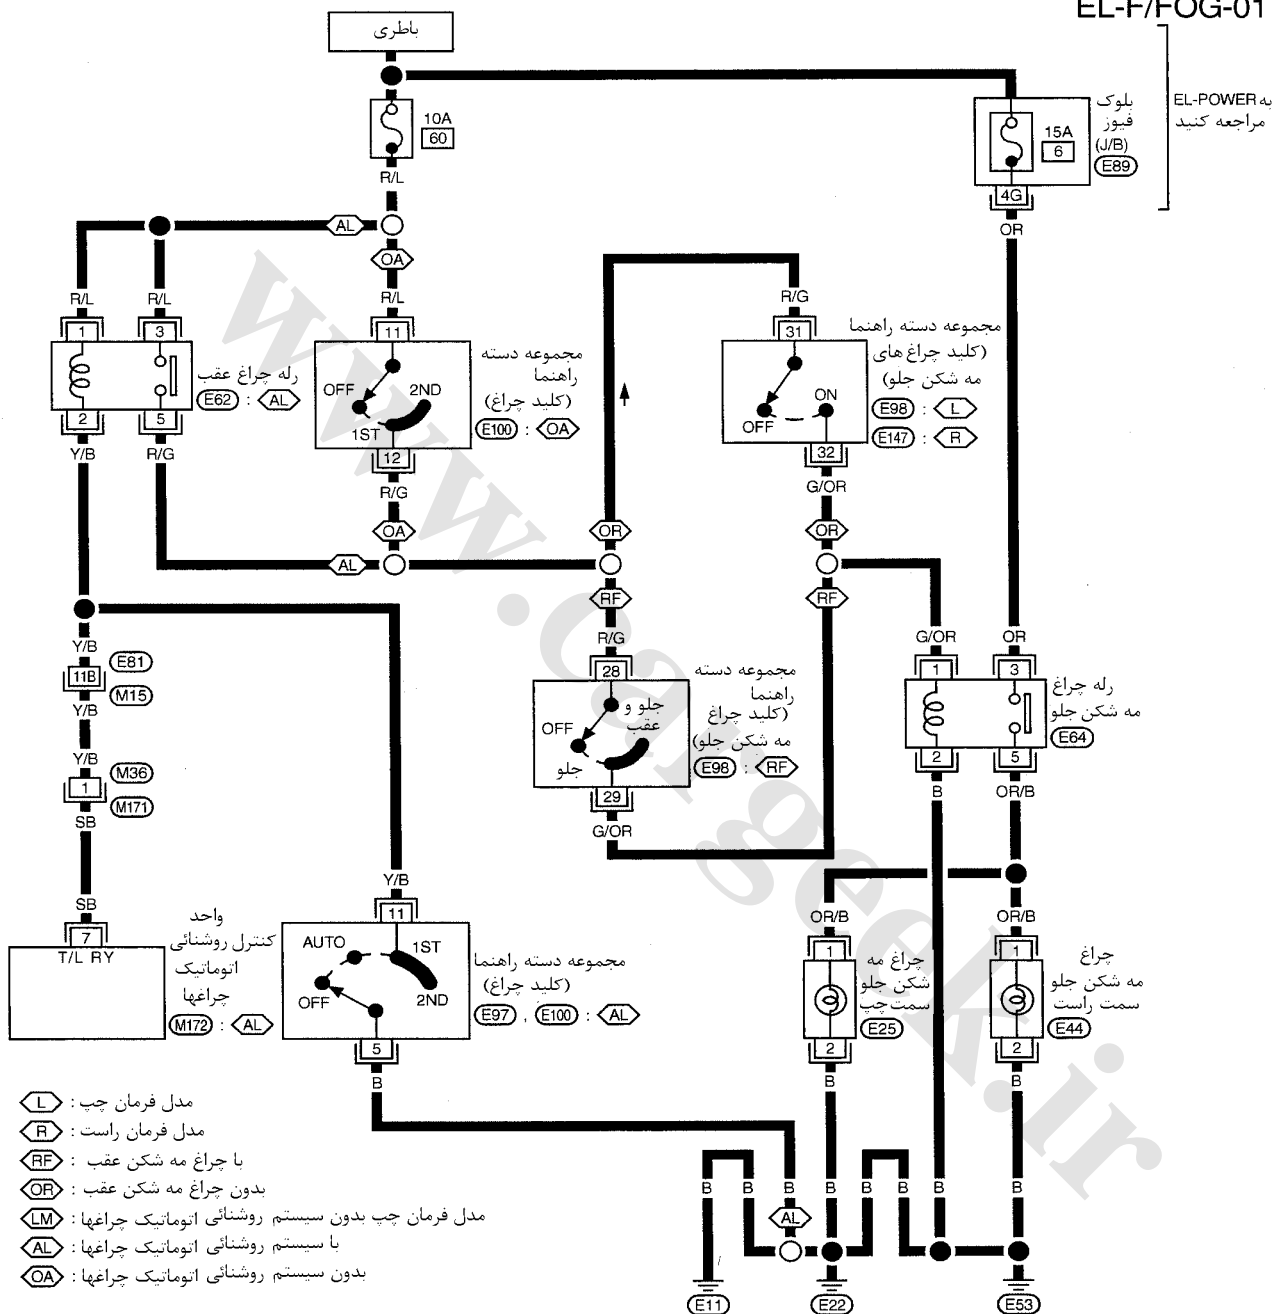 EL-F/FOG-01
باطری
10A
60
R/L
بلوک
فیوز
(J/B)
E89
15A
6
4G
OR
به EL-POWER
مراجعه کنید
AL
OA
R/L
R/L
R/L
1
3
2
5
رله چراغ عقب
E62 : AL
Y/B
R/G
11
OFF
2ND
1ST
12
مجموعه دسته
راهنما
(کلید چراغ)
E100 : OA
R/G
OA
AL
R/G
31
OFF
ON
32
مجموعه دسته راهنما
(کلید چراغ های
مه شکن جلو)
E98 : L
E147 : R
G/OR
OR
OR
RF
RF
R/G
28
OFF
جلو و
عقب
جلو
29
مجموعه دسته
راهنما
(کلید چراغ
مه شکن جلو)
E98 : RF
G/OR
G/OR
OR
1
3
2
5
رله چراغ
مه شکن جلو
E64
B
OR/B
Y/B
11B
E81
M15
Y/B
Y/B
1
M36
M171
SB
SB
7
T/L RY
واحد
کنترل روشنائی
اتوماتیک
چراغها
M172 : AL
Y/B
11
AUTO
1ST
OFF
2ND
5
مجموعه دسته راهنما
(کلید چراغ)
E97 , E100 : AL
B
OR/B
1
2
چراغ مه
شکن جلو
سمت چپ
E25
OR/B
1
2
چراغ
مه شکن جلو
سمت راست
E44
B
B
B
B
B
B
B
B
B
B
AL
E11
E22
E53
L : مدل فرمان چپ
R : مدل فرمان راست
RF : با چراغ مه شکن عقب
OR : بدون چراغ مه شکن عقب
LM : مدل فرمان چپ بدون سیستم روشنائی اتوماتیک چراغها
AL : با سیستم روشنائی اتوماتیک چراغها
OA : بدون سیستم روشنائی اتوماتیک چراغها
www.cargeek.ir